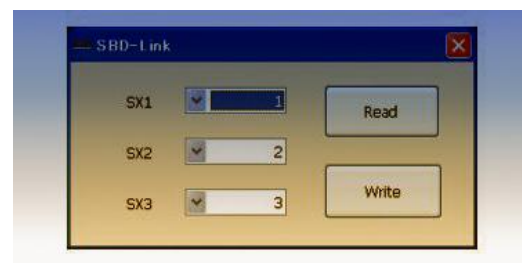 SBD-Link
SX1 1
Read
SX2 2
SX3 3
Write